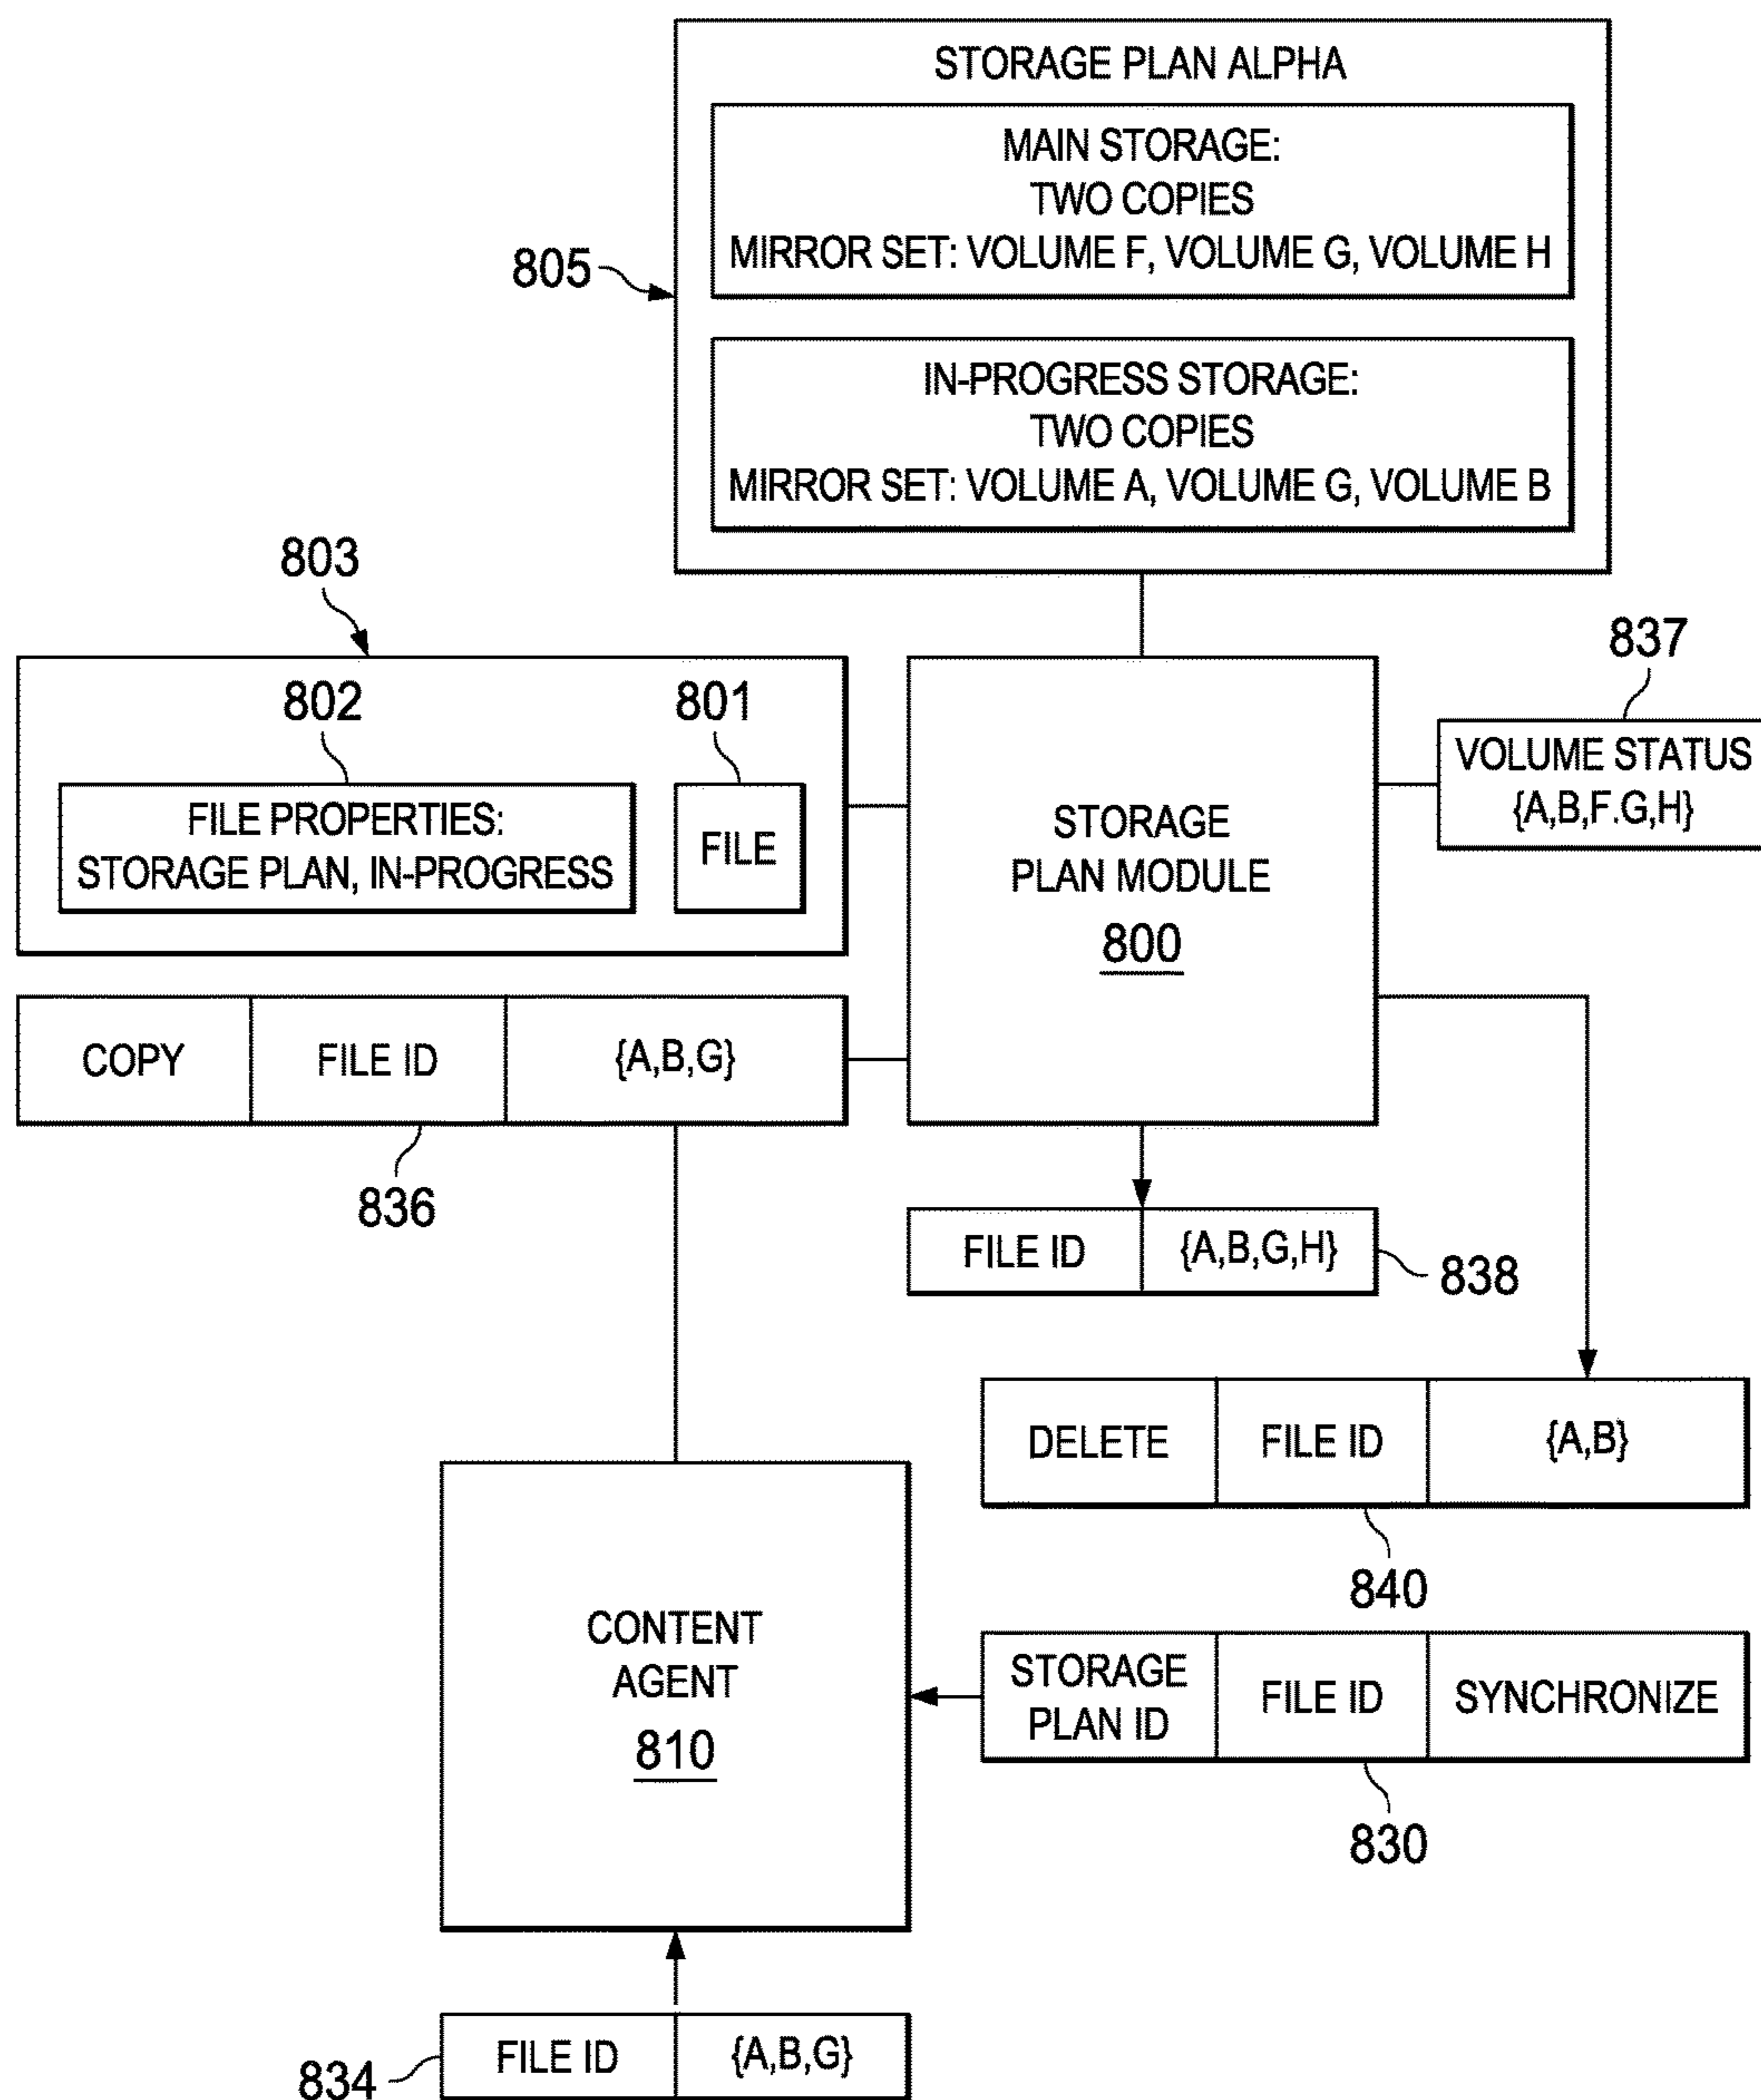 STORAGE PLAN ALPHA
MAIN STORAGE:
TWO COPIES
MIRROR SET: VOLUME F, VOLUME G, VOLUME H
805
IN-PROGRESS STORAGE:
TWO COPIES
MIRROR SET: VOLUME A, VOLUME G, VOLUME B
803
837
802
801
VOLUME STATUS
{A,B,F.G,H}
FILE PROPERTIES:
STORAGE PLAN, IN-PROGRESS
FILE
STORAGE
PLAN MODULE
800
COPY
FILE ID
{A,B,G}
836
FILE ID
{A,B,G,H}
838
DELETE
FILE ID
{A,B}
840
CONTENT
AGENT
810
STORAGE
PLAN ID
FILE ID
SYNCHRONIZE
830
FILE ID
{A,B,G}
834